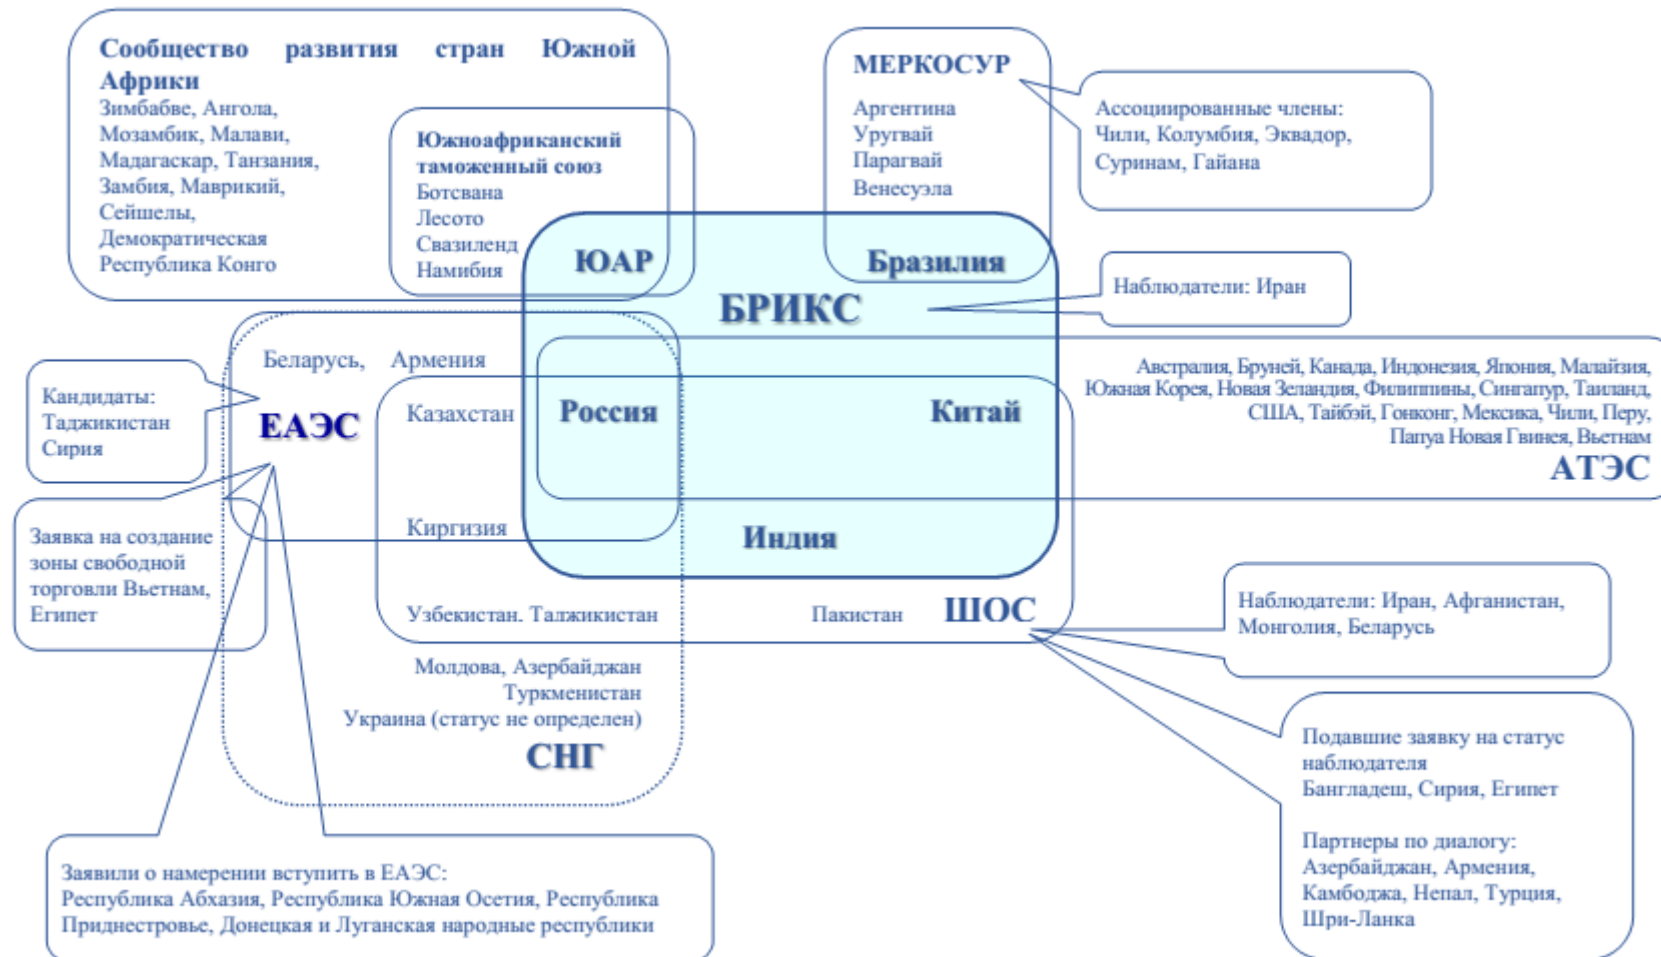 Сообщество развития стран Южной
Африки
Зимбабве, Ангола,
Мозамбик, Малави,
Мадагаскар, Танзания,
Замбия, Маврикий,
Сейшелы,
Демократическая
Республика Конго
Южноафриканский
таможенный союз
Ботсвана
Лесото
Свазиленд
Намибия
ЮАР
МЕРКОСУР
Аргентина
Уругвай
Парагвай
Венесуэла
Бразилия
Ассоциированные члены:
Чили, Колумбия, Эквадор,
Суринам, Гайана
БРИКС
Наблюдатели: Иран
Беларусь, Армения
Кандидаты:
Таджикистан
Сирия
ЕАЭС
Казахстан
Россия
Китай
Австралия, Бруней, Канада, Индонезия, Япония, Малайзия,
Южная Корея, Новая Зеландия, Филиппины, Сингапур, Таиланд,
США, Тайбэй, Гонконг, Мексика, Чили, Перу,
Папуа Новая Гвинея, Вьетнам
АТЭС
Заявка на создание
зоны свободной
торговли Вьетнам,
Египет
Киргизия
Индия
Узбекистан. Талжикистан
Пакистан
ШОС
Наблюдатели: Иран, Афганистан,
Монголия, Беларусь
Молдова, Азербайджан
Туркменистан
Украина (статус не определен)
СНГ
Подавшие заявку на статус
наблюдателя
Бангладеш, Сирия, Египет
Партнеры по диалогу:
Азербайджан, Армения,
Камбоджа, Непал, Турция,
Шри-Ланка
Заявили о намерении вступить в ЕАЭС:
Республика Абхазия, Республика Южная Осетия, Республика
Приднестровье, Донецкая и Луганская народные республики